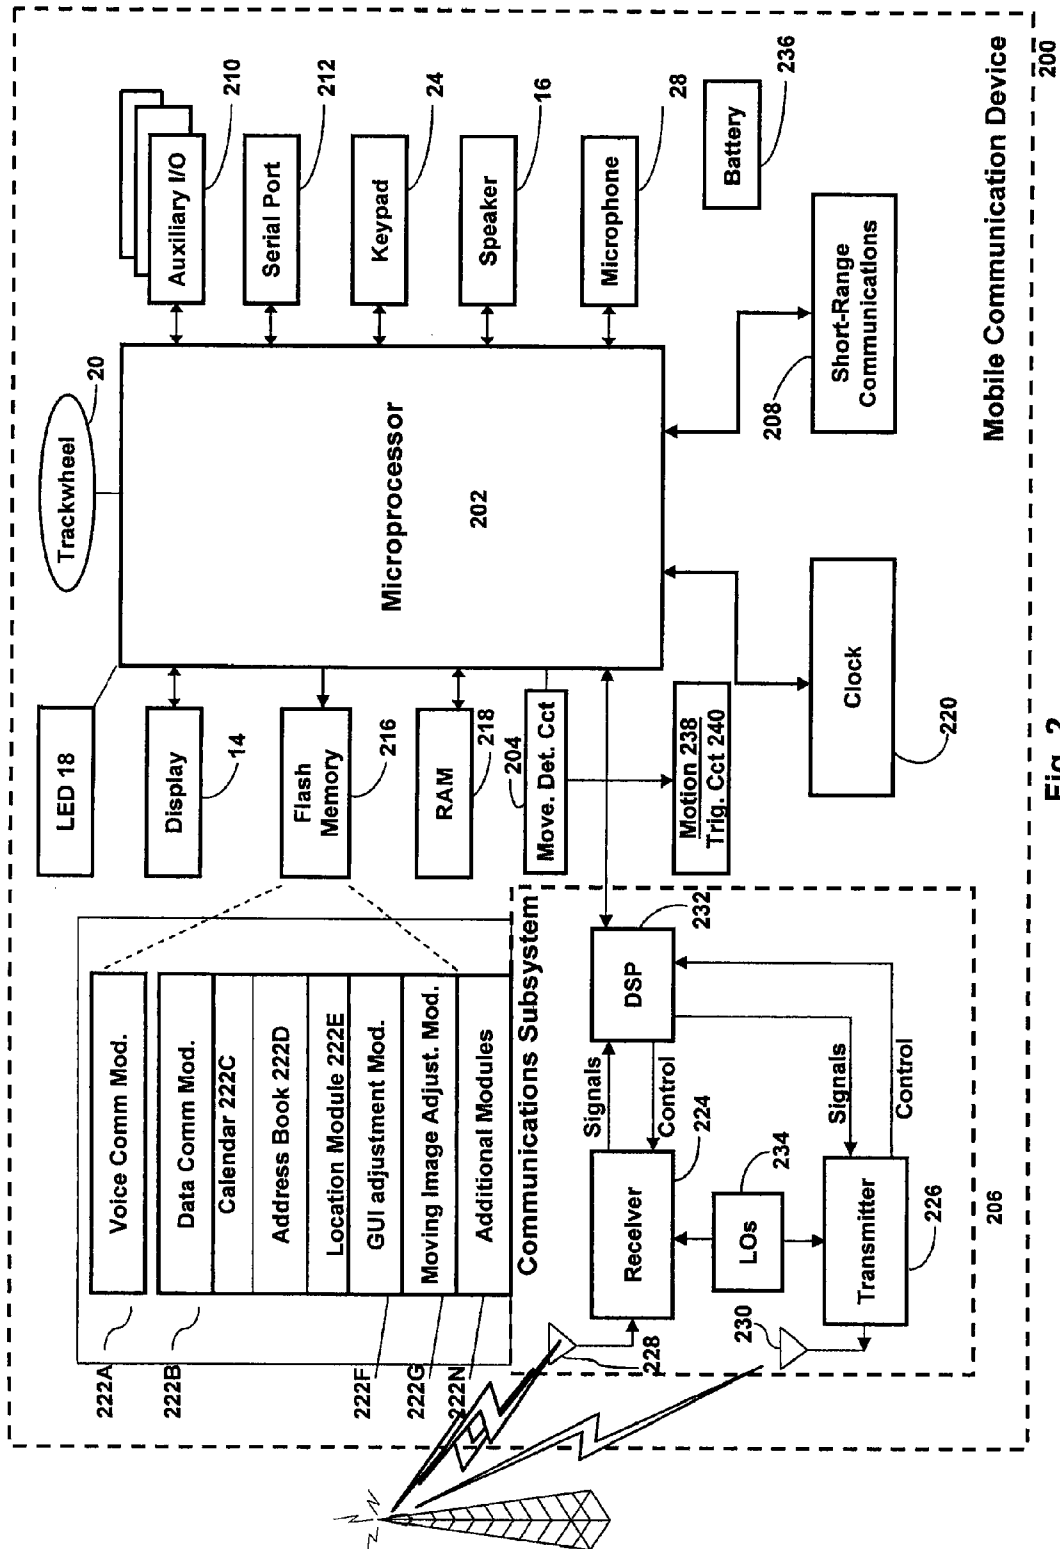 LED 18
Trackwheel
20
Display
14
Flash
Memory
216
RAM
218
204
Move. Det. Cct
Motion 238
Trig. Cct 240
Microprocessor
202
Auxiliary I/O
210
Serial Port
212
Keypad
24
Speaker
16
Microphone
28
Battery
236
Short-Range
Communications
208
Clock
220
Voice Comm Mod.
222A
Data Comm Mod.
222B
Calendar 222C
Address Book 222D
Location Module 222E
GUI adjustment Mod.
222F
Moving Image Adjust. Mod.
222G
Additional Modules
222N
Communications Subsystem
DSP
232
Signals
Control
Receiver
224
228
LOs
234
Signals
Control
Transmitter
226
230
206
Mobile Communication Device
200
Fig. 2